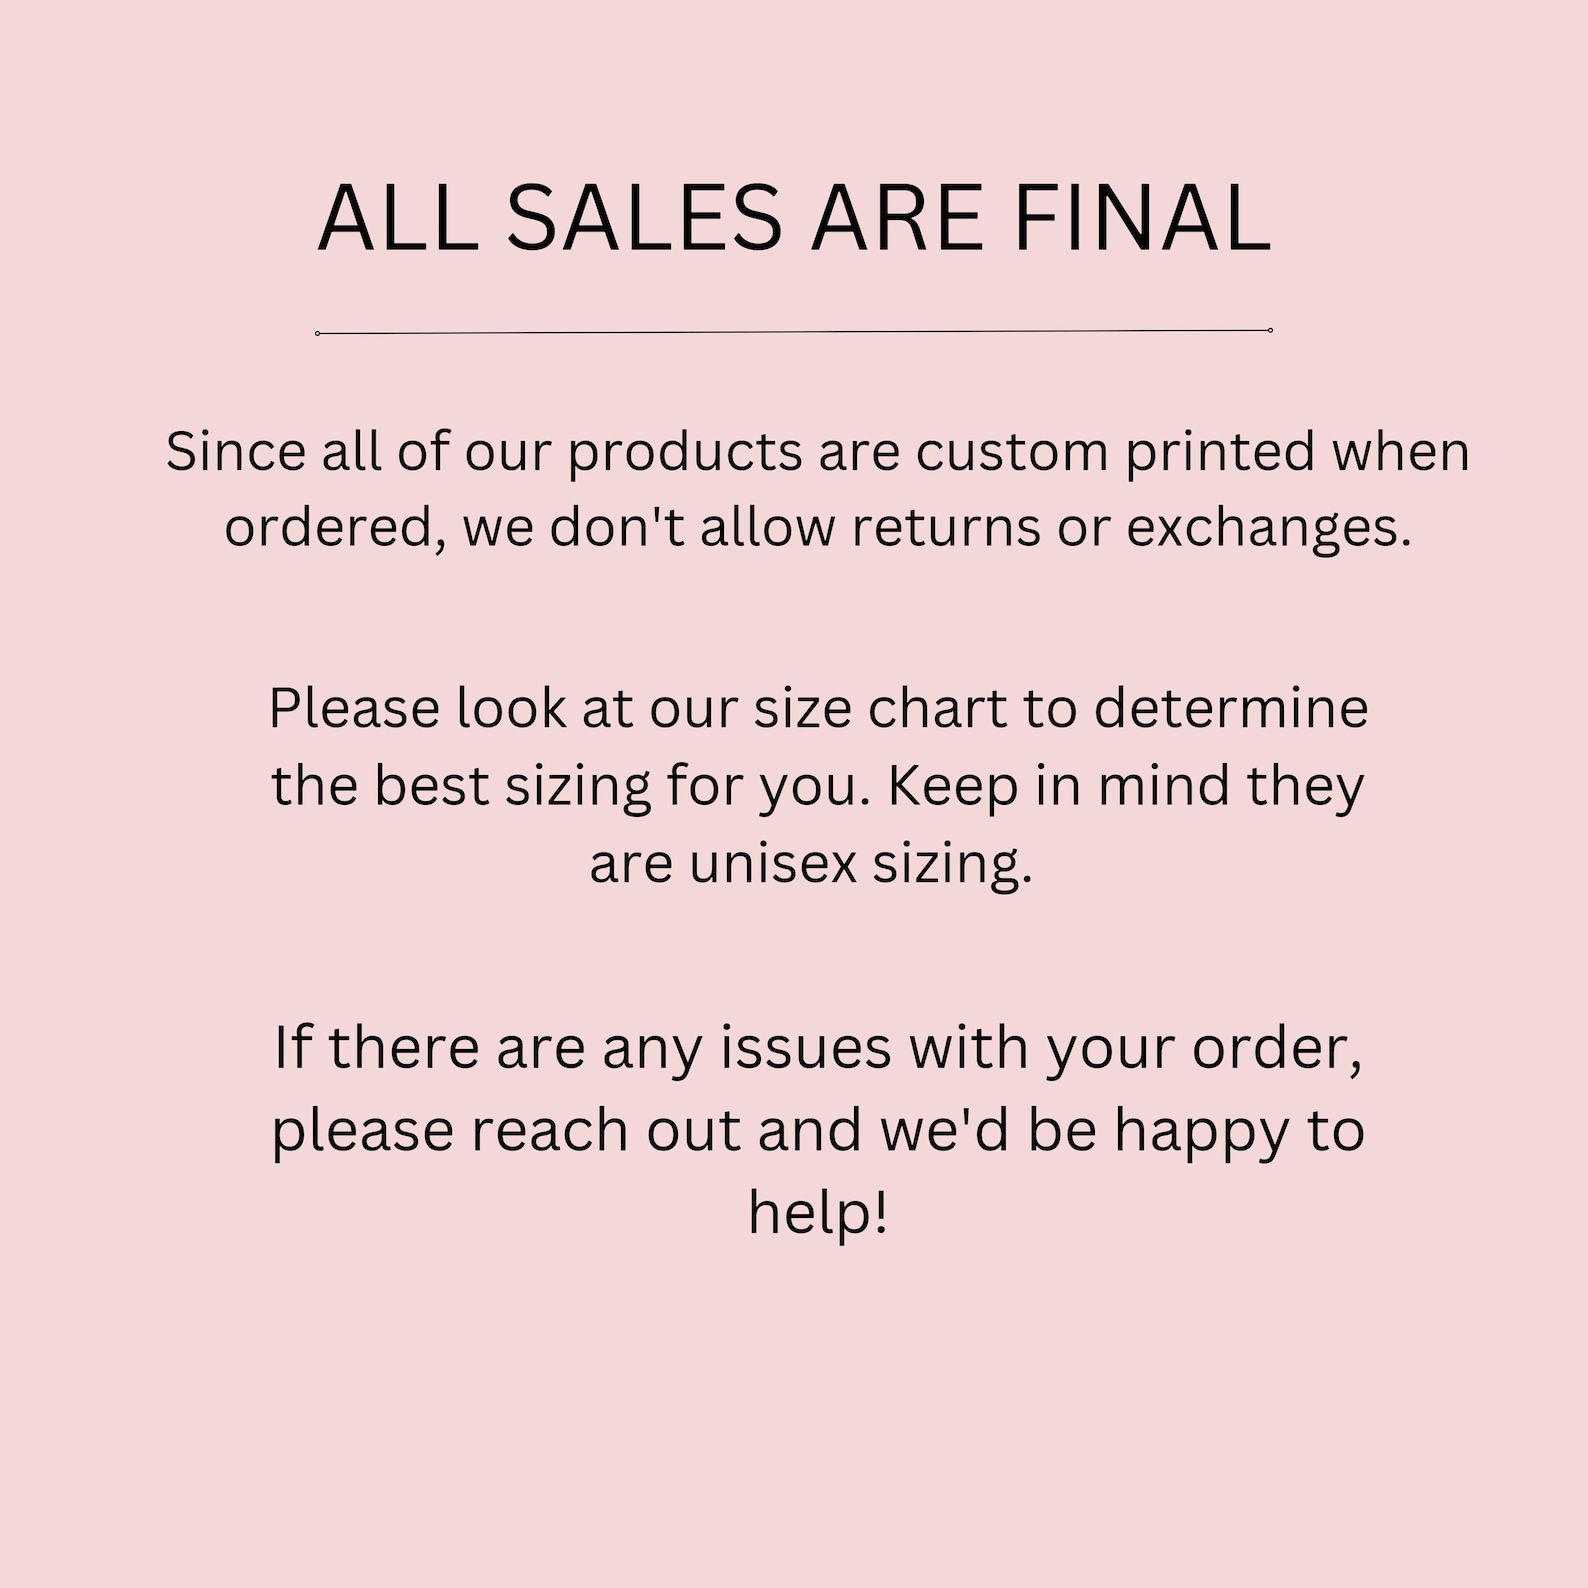 ALL SALES ARE FINAL
Since all of our products are custom printed when
ordered, we don't allow returns or exchanges.
Please look at our size chart to determine
the best sizing for you. Keep in mind they
are unisex sizing.
If there are any issues with your order,
please reach out and we'd be happy to
help!